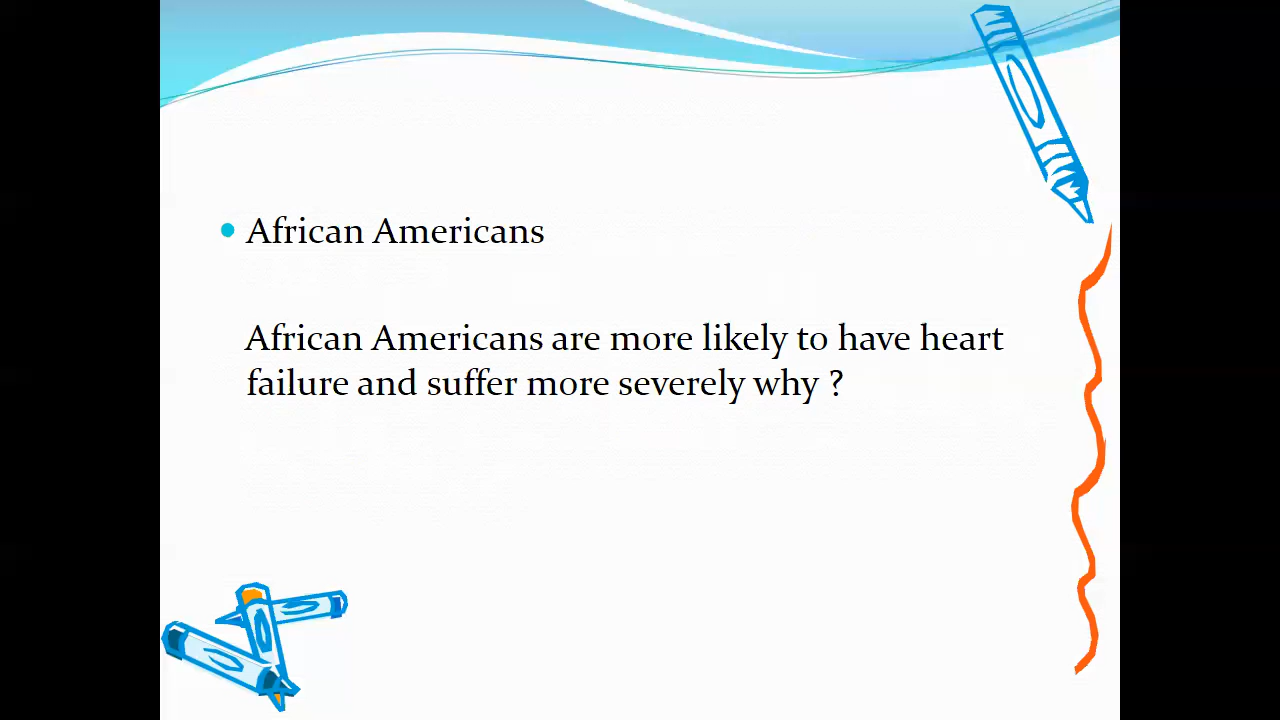 African Americans
African Americans are more likely to have heart
failure and suffer more severely why ?